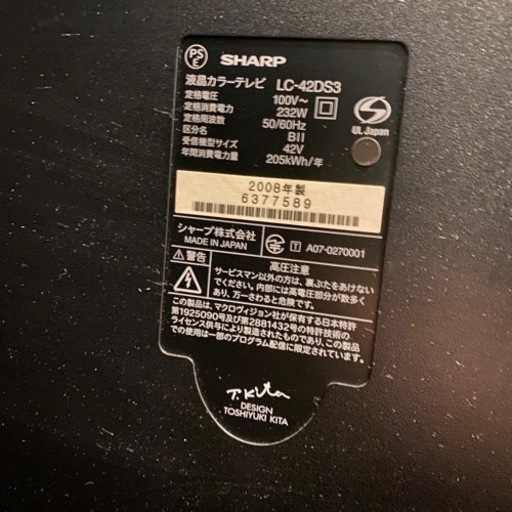 PS
E
SHARP
液晶カラーテレビ LC-42DS3
定格電圧 100V~
定格消費電力 232W
定格周波数 50/60Hz
区分名 BII
受信機型サイズ 42V
年間消費電力量 205kWh/年
S
UL Japan
2008年製
6377589
シャープ株式会社
MADE IN JAPAN
T A07-0270001
警告
高圧注意
サービスマン以外の方は、裏ぶたをあけない
でください。内部には高電圧部分が数多く
あり、万一さわると危険です。
この製品は、マクロヴィジョン社が保有する日本特許
第1925090号及び第2881432号の特許技術の
ライセンス供与により製造されたものであり、この製品
での使用は一部のプログラム配信に限定されています。
T. Kita
DESIGN
TOSHIYUKI KITA